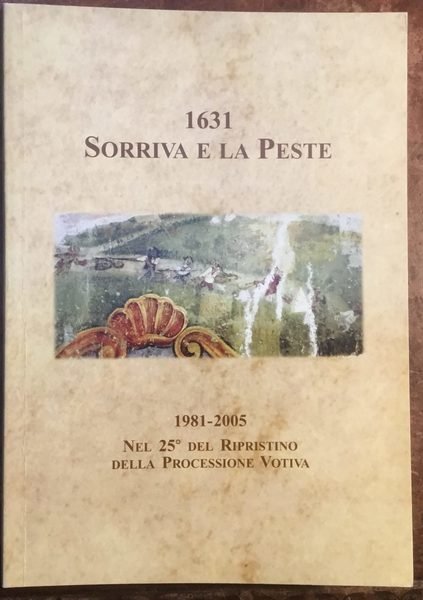 1631
SORRIVA E LA PESTE
1981-2005
NEL 25° DEL RIPRISTINO
DELLA PROCESSIONE VOTIVA